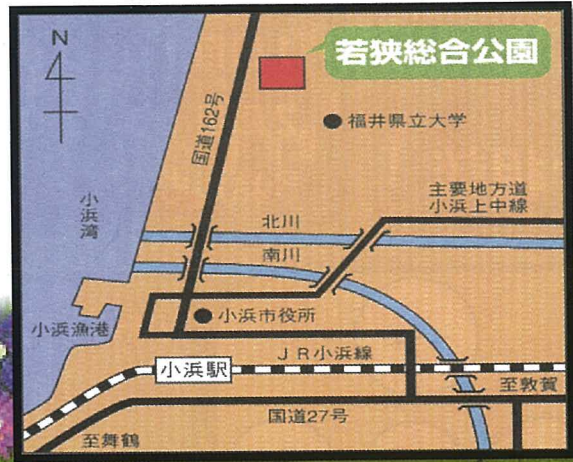 N
若狭総合公園
国道162号
福井県立大学
小浜湾
主要地方道
小浜上中線
北川
南川
小浜市役所
小浜漁港
JR小浜線
小浜駅
至敦賀
国道27号
至舞鶴